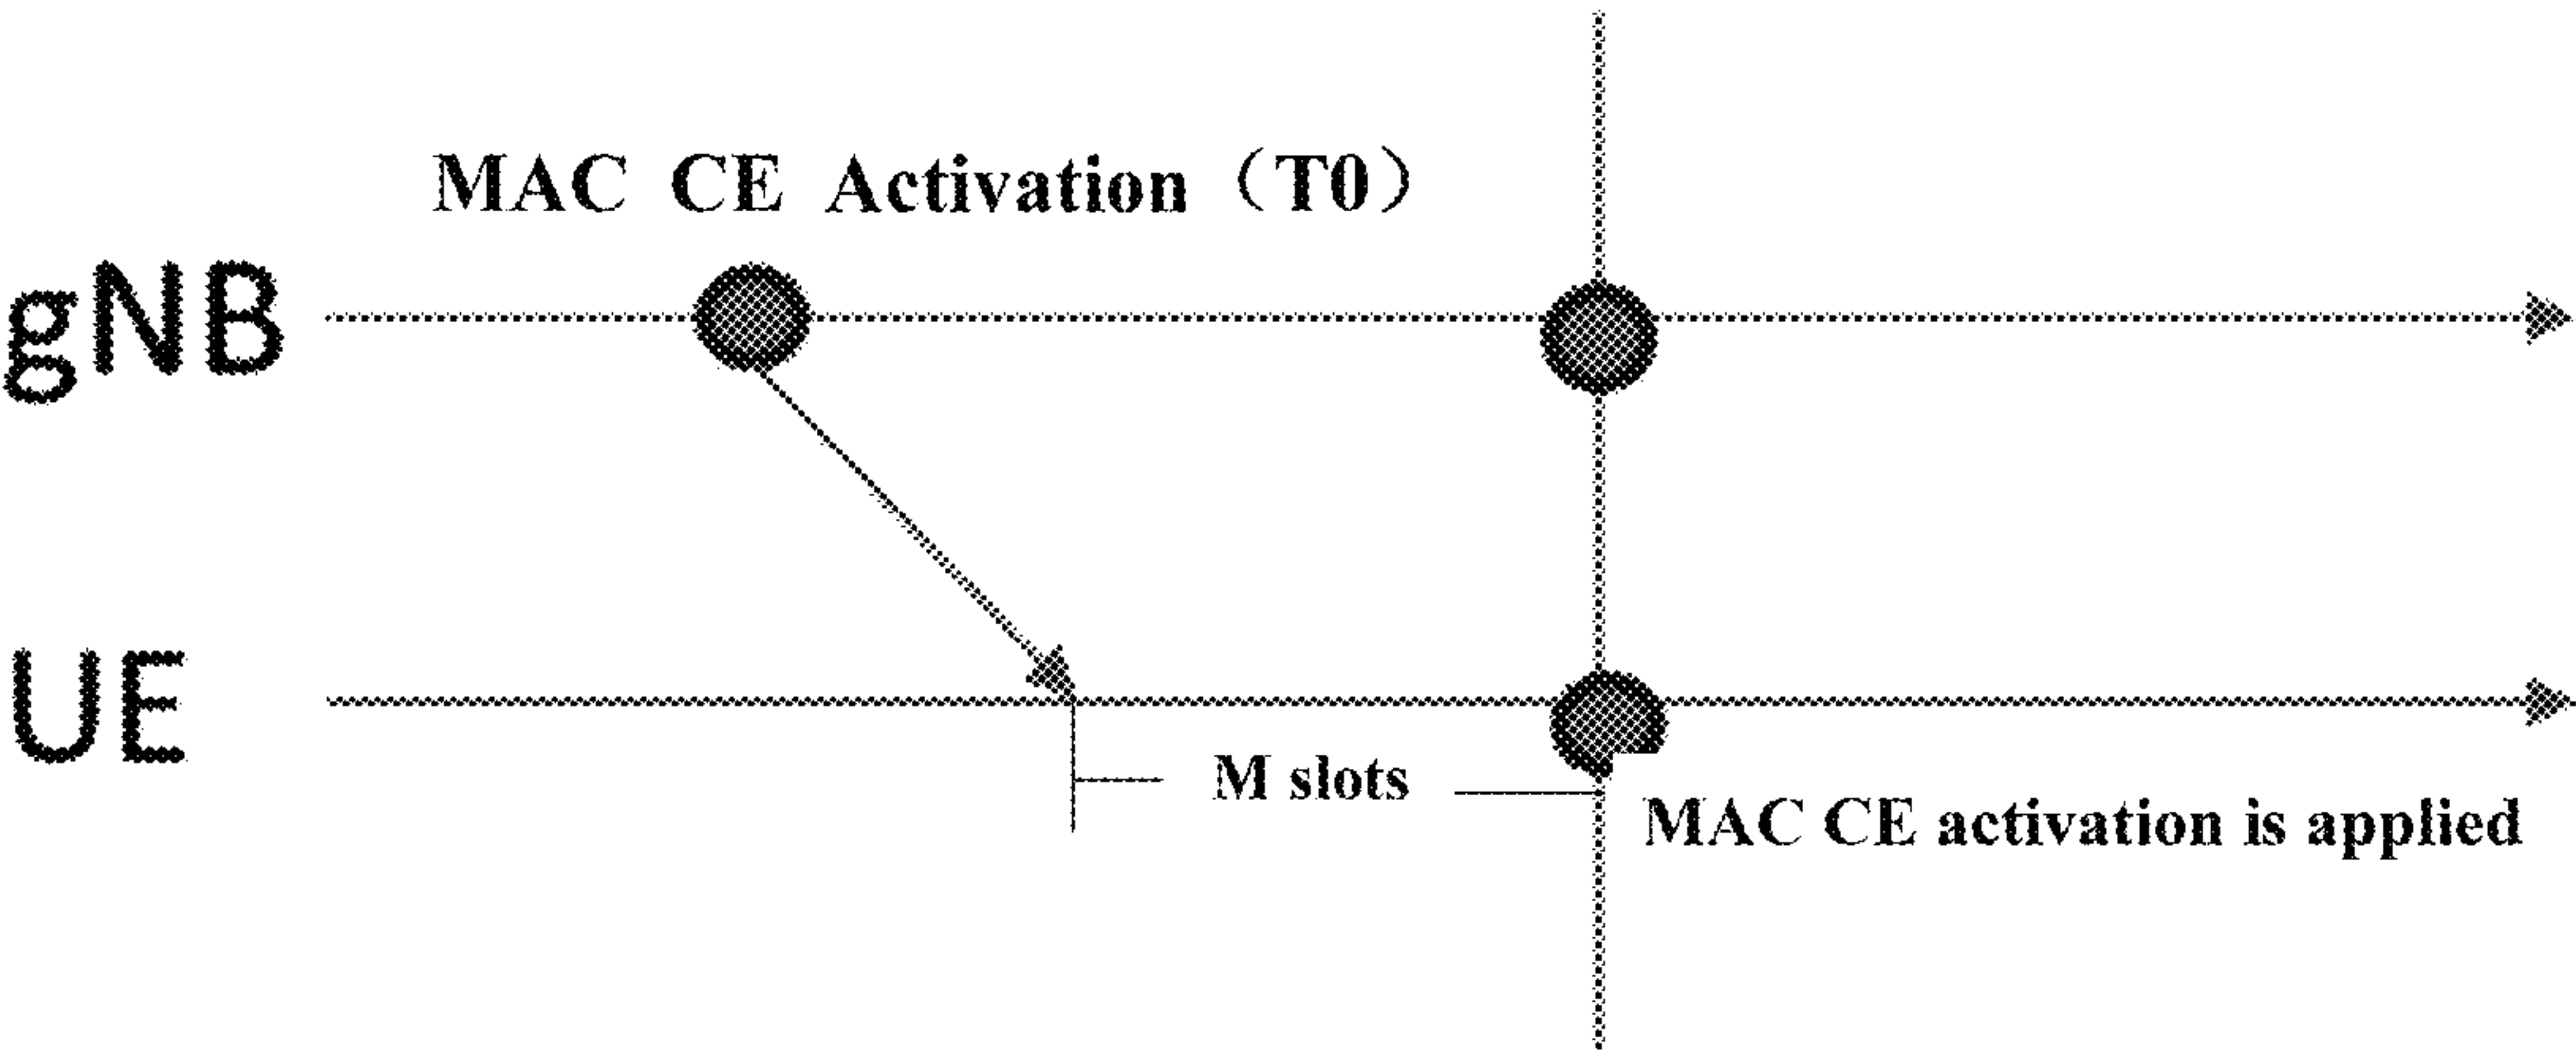 MAC CE Activation（T0）
gNB
UE
M slots
MAC CE activation is applied